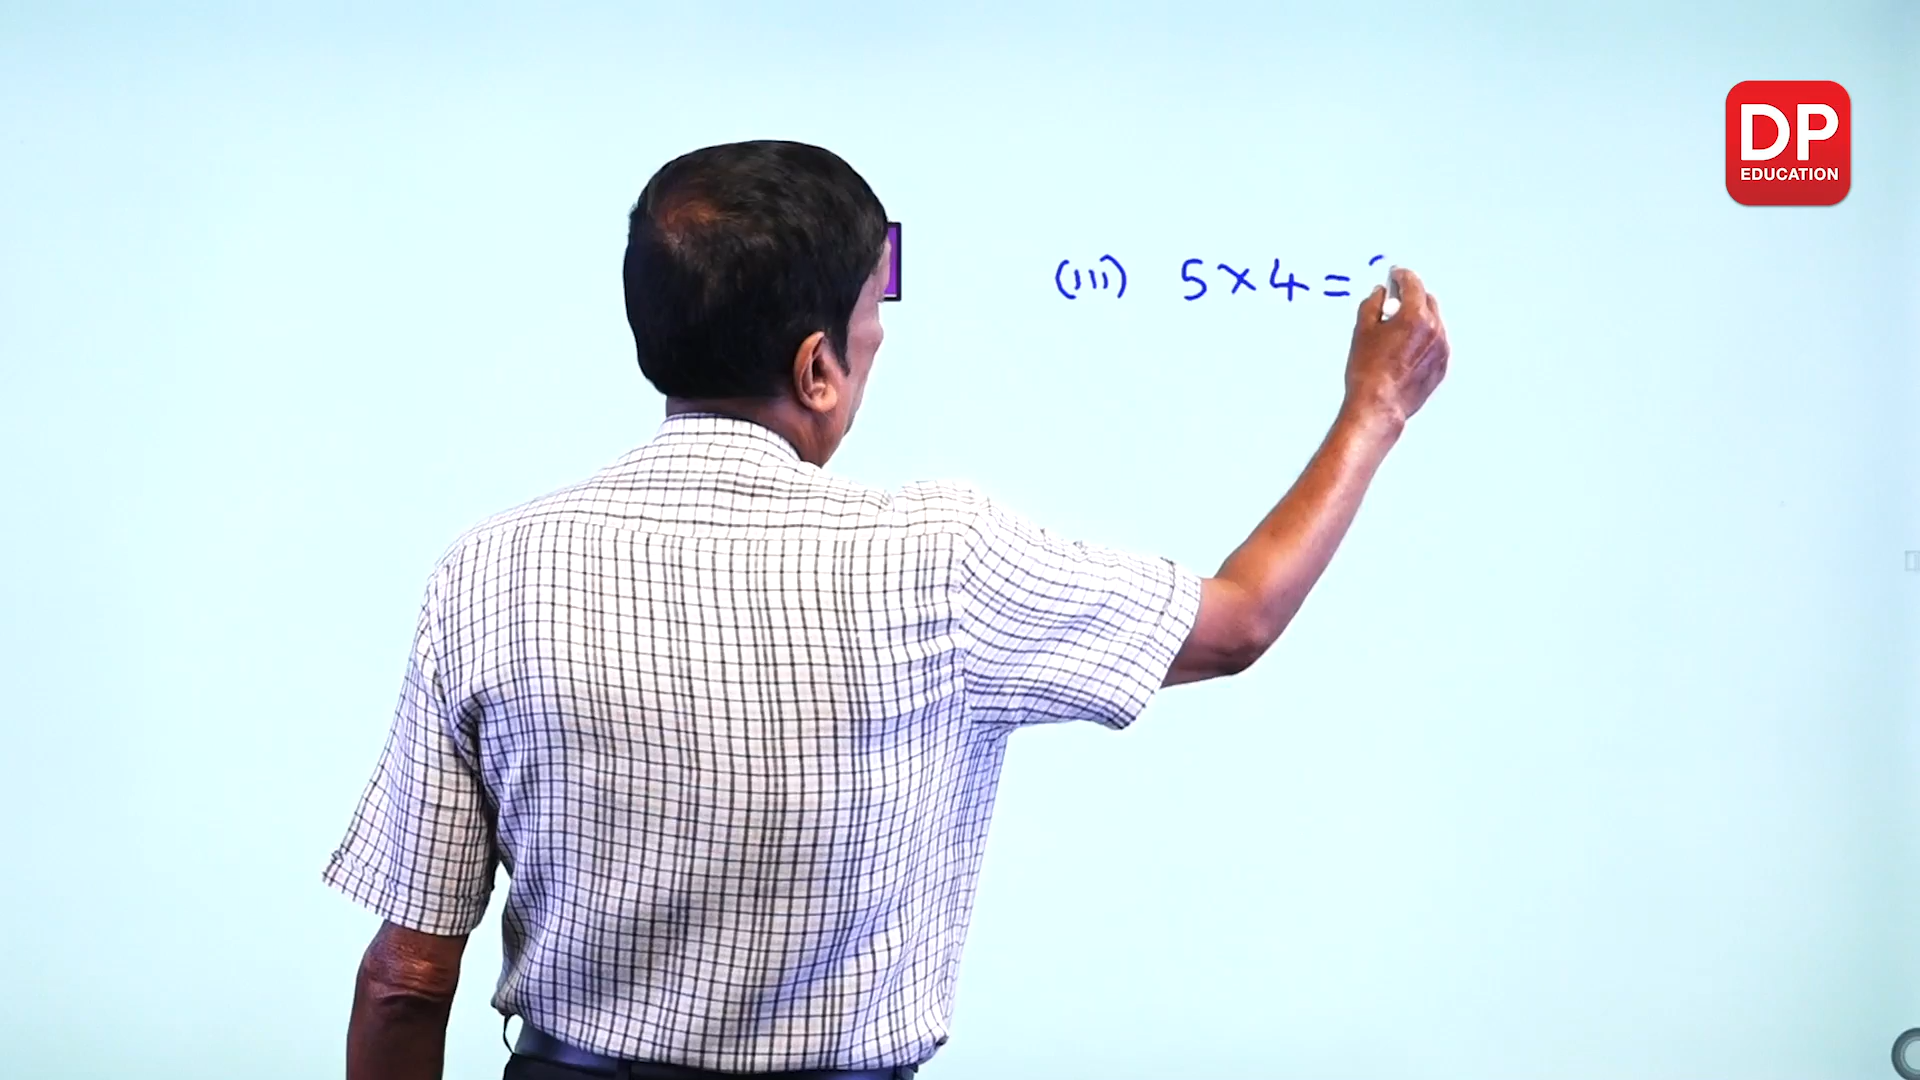 DP
EDUCATION
(iii) 5 × 4 =